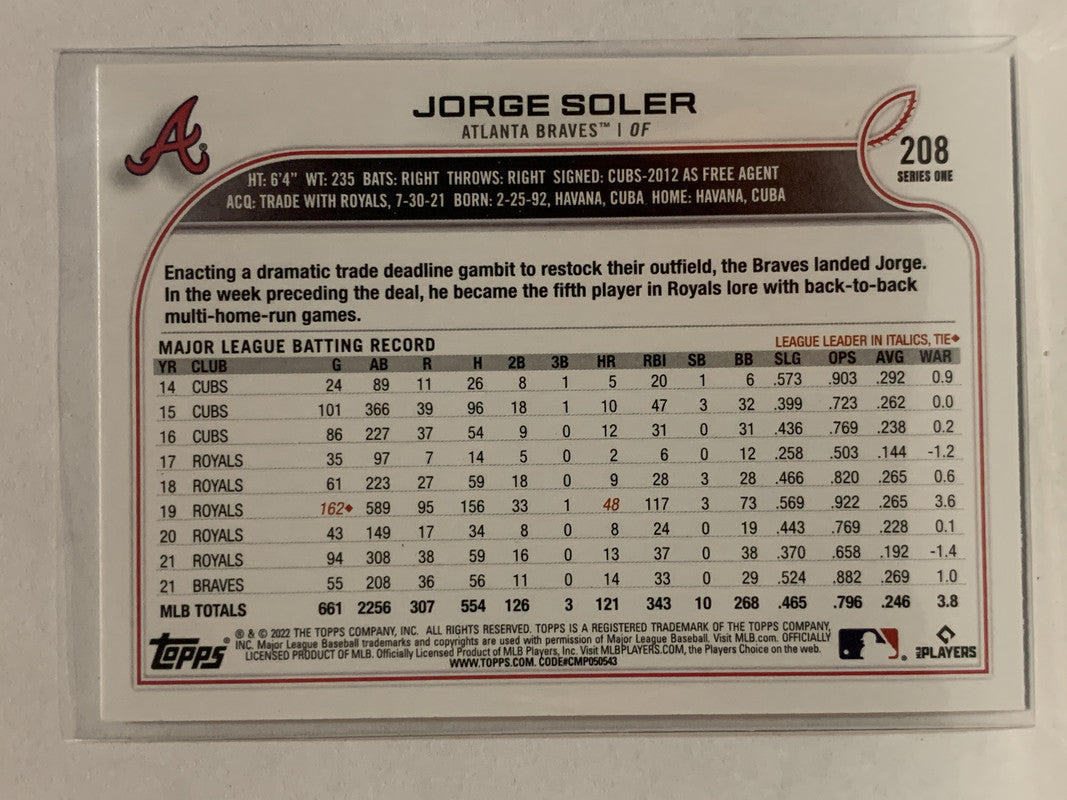 JORGE SOLER
ATLANTA BRAVES™ | OF
A®
208
SERIES ONE
HT: 6'4" WT: 235 BATS: RIGHT THROWS: RIGHT SIGNED: CUBS-2012 AS FREE AGENT
ACQ: TRADE WITH ROYALS, 7-30-21 BORN: 2-25-92, HAVANA, CUBA HOME: HAVANA, CUBA
Enacting a dramatic trade deadline gambit to restock their outfield, the Braves landed Jorge.
In the week preceding the deal, he became the fifth player in Royals lore with back-to-back
multi-home-run games.
MAJOR LEAGUE BATTING RECORD LEAGUE LEADER IN ITALICS, TIE◆
YR CLUB G AB R H 2B 3B HR RBI SB BB SLG OPS AVG WAR
14 CUBS 24 89 11 26 8 1 5 20 1 6 .573 .903 .292 0.9
15 CUBS 101 366 39 96 18 1 10 47 3 32 .399 .723 .262 0.0
16 CUBS 86 227 37 54 9 0 12 31 0 31 .436 .769 .238 0.2
17 ROYALS 35 97 7 14 5 0 2 6 0 12 .258 .503 .144 -1.2
18 ROYALS 61 223 27 59 18 0 9 28 3 28 .466 .820 .265 0.6
19 ROYALS 162◆ 589 95 156 33 1 48 117 3 73 .569 .922 .265 3.6
20 ROYALS 43 149 17 34 8 0 8 24 0 19 .443 .769 .228 0.1
21 ROYALS 94 308 38 59 16 0 13 37 0 38 .370 .658 .192 -1.4
21 BRAVES 55 208 36 56 11 0 14 33 0 29 .524 .882 .269 1.0
MLB TOTALS 661 2256 307 554 126 3 121 343 10 268 .465 .796 .246 3.8
Topps®
® & © 2022 THE TOPPS COMPANY, INC. ALL RIGHTS RESERVED. TOPPS IS A REGISTERED TRADEMARK OF THE TOPPS COMPANY,
INC. Major League Baseball trademarks and copyrights are used with permission of Major League Baseball. Visit MLB.com. OFFICIALLY
LICENSED PRODUCT OF MLB. Officially Licensed Product of MLB Players, Inc. Visit MLBPLAYERS.COM, the Players Choice on the web.
WWW.TOPPS.COM. CODE#CMP050543
MLB PLAYERS